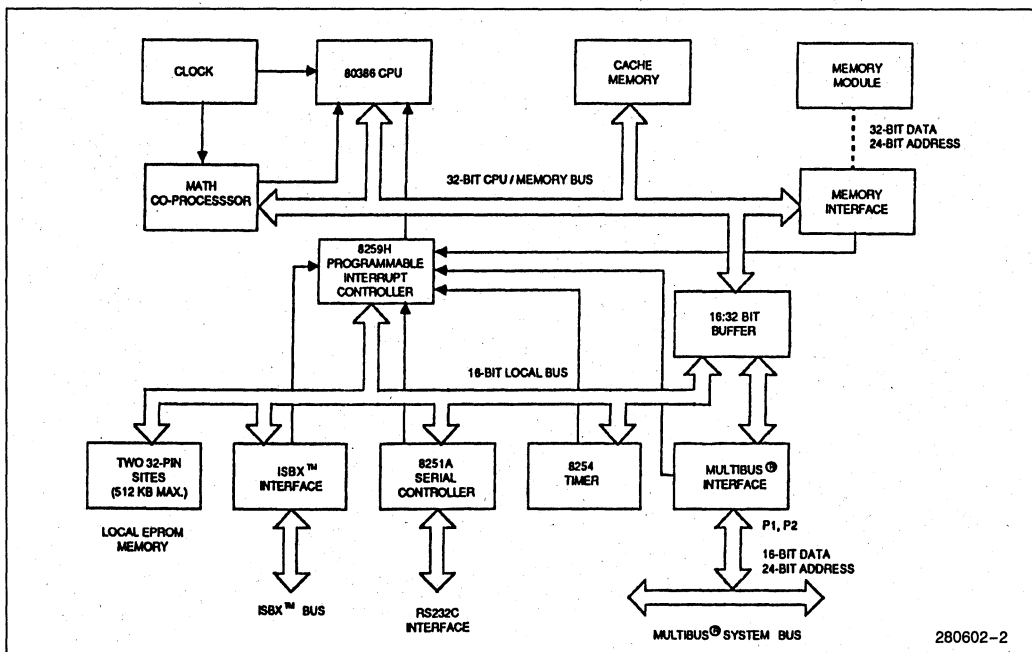 CLOCK
80386 CPU
CACHE
MEMORY
MEMORY
MODULE
32-BIT DATA
24-BIT ADDRESS
MATH
CO-PROCESSSOR
32-BIT CPU / MEMORY BUS
MEMORY
INTERFACE
8259H
PROGRAMMABLE
INTERRUPT
CONTROLLER
16:32 BIT
BUFFER
16-BIT LOCAL BUS
TWO 32-PIN
SITES
(512 KB MAX.)
ISBX™
INTERFACE
8251A
SERIAL
CONTROLLER
8254
TIMER
MULTIBUS®
INTERFACE
LOCAL EPROM
MEMORY
P1, P2
16-BIT DATA
24-BIT ADDRESS
ISBX™ BUS
RS232C
INTERFACE
MULTIBUS® SYSTEM BUS
280602-2